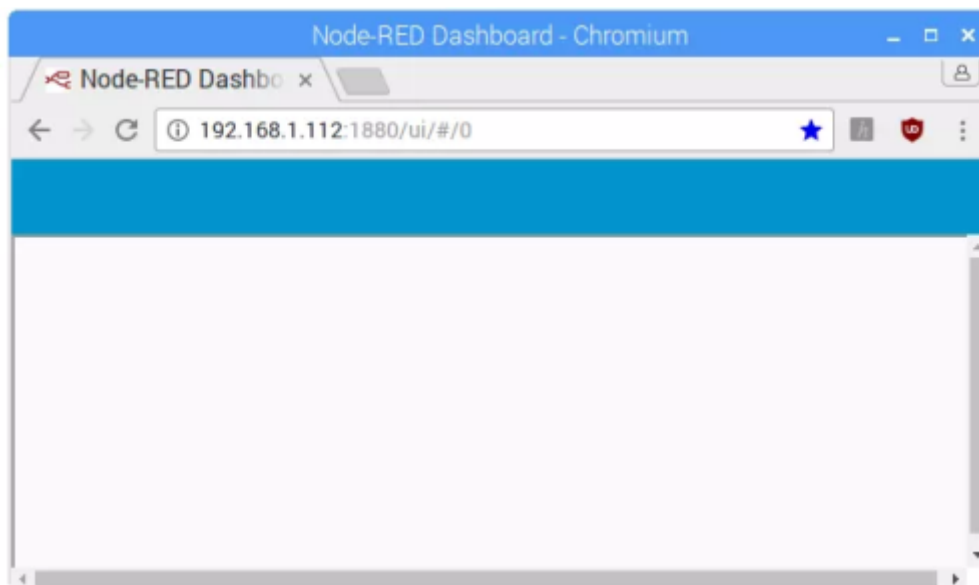 Node-RED Dashboard - Chromium
Node-RED Dashbo
192.168.1.112:1880/ui/#/0